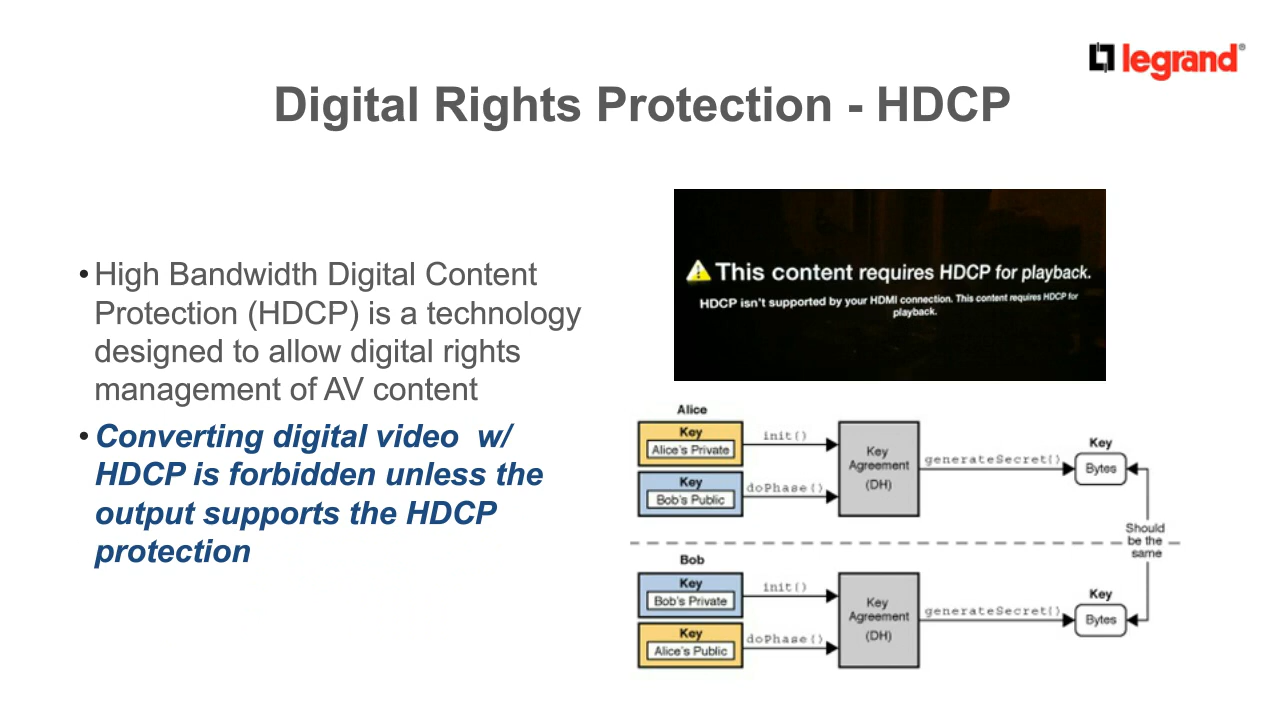 legrand®
Digital Rights Protection - HDCP
•High Bandwidth Digital Content
Protection (HDCP) is a technology
designed to allow digital rights
management of AV content
•Converting digital video w/
HDCP is forbidden unless the
output supports the HDCP
protection
This content requires HDCP for playback.
HDCP isn't supported by your HDMI connection. This content requires HDCP for
playback.
Alice
Key
Alice's Private
init()
Key
Bob's Public
doPhase()
Key
Agreement
(DH)
generateSecret()
Key
Bytes
Should
be the
same
Bob
Key
Bob's Private
init()
Key
Alice's Public
doPhase()
Key
Agreement
(DH)
generateSecret()
Key
Bytes